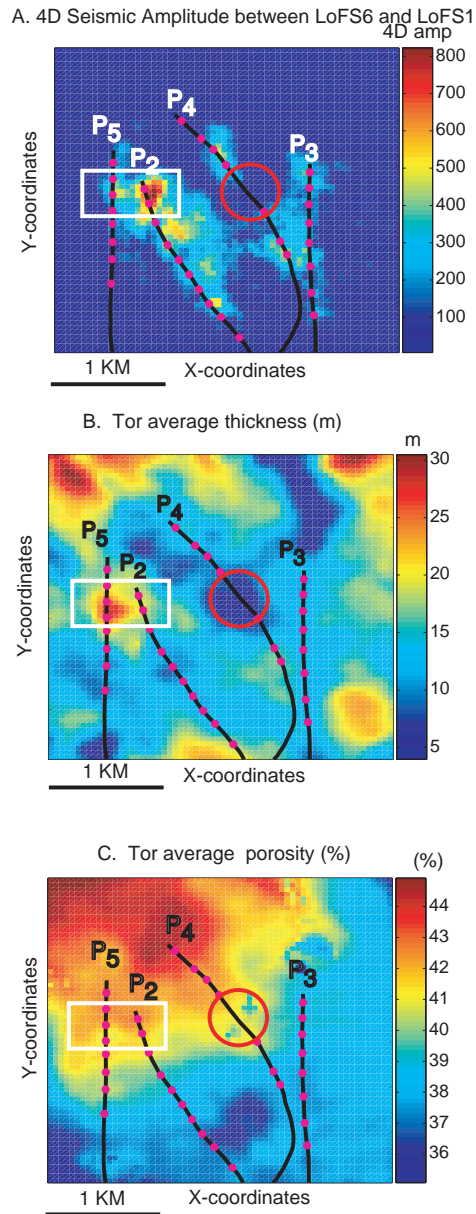 A. 4D Seismic Amplitude between LoFS6 and LoFS1
4D amp
800
700
600
500
400
300
200
100
P4
P5
P3
P2
Y-coordinates
1 KM
X-coordinates
B. Tor average thickness (m)
m
30
25
20
15
10
5
P4
P5
P3
P2
Y-coordinates
1 KM
X-coordinates
C. Tor average porosity (%)
(%)
44
43
42
41
40
39
38
37
36
P4
P5
P3
P2
Y-coordinates
1 KM
X-coordinates